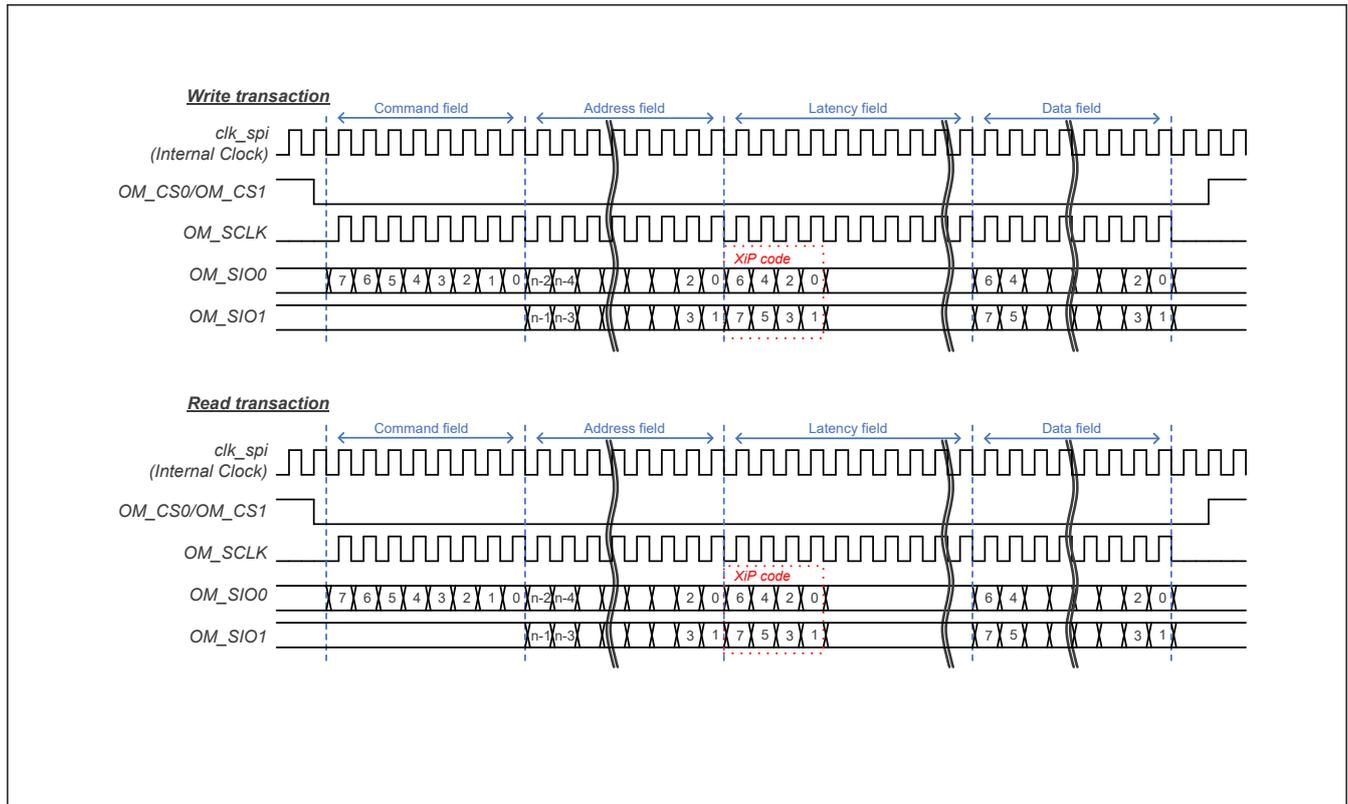 Write transaction
Command field Address field Latency field Data field
clk_spi
(Internal Clock)
OM_CS0/OM_CS1
OM_SCLK
XiP code
OM_SIO0 7 6 5 4 3 2 1 0 n-2 n-4 2 0 6 4 2 0 6 4 2 0
OM_SIO1 n-1 n-3 3 1 7 5 3 1 7 5 3 1
Read transaction
Command field Address field Latency field Data field
clk_spi
(Internal Clock)
OM_CS0/OM_CS1
OM_SCLK
XiP code
OM_SIO0 7 6 5 4 3 2 1 0 n-2 n-4 2 0 6 4 2 0 6 4 2 0
OM_SIO1 n-1 n-3 3 1 7 5 3 1 7 5 3 1